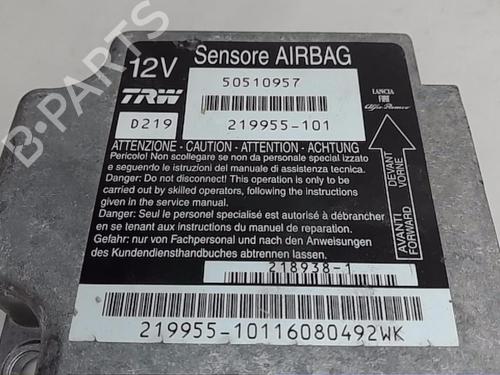 12V
Sensore AIRBAG
50510957
TRW
D219
219955-101
LANCIA
FIAT
Alfa Romeo
ATTENZIONE - CAUTION - ATTENTION - ACHTUNG
Pericolo! Non scollegare se non da personale special izzato
e seguendo le istruzioni del manuale di assistenza tecnica.
Danger: Do not disconnect! This operation is only to be
carried out by skilled operators, following the instructions
given in the service manual.
Danger: Seul le personel specialisé est autorisé à débrancher
en se tenant aux instructions du manuel de reparation.
Gefahr: nur von Fachpersonal und nach den Anweisungen
des Kundendiensthandbuches abtrennen lassen.
AVANTI
FORWARD
DEVANT
VORNE
218938-1
219955-10116080492WK
B-PARTS